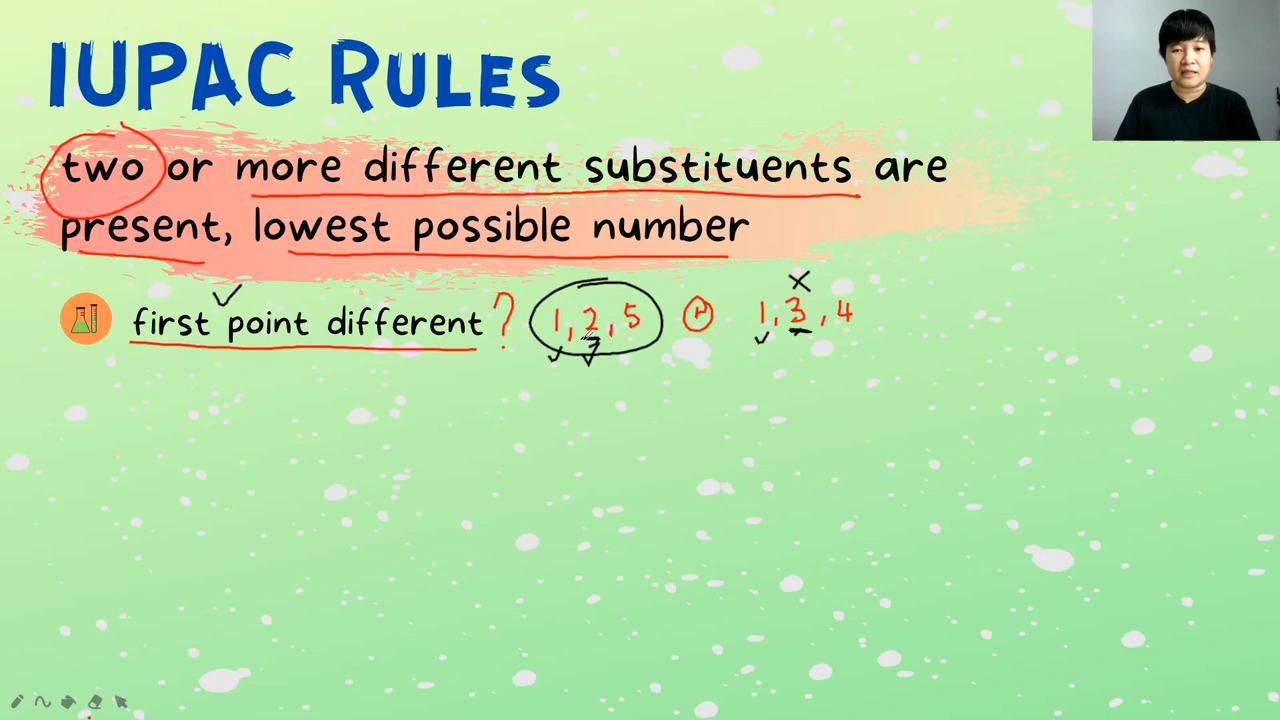 IUPAC RULES
two or more different substituents are
present, lowest possible number
first point different ? 1, 2, 5 1, 3, 4